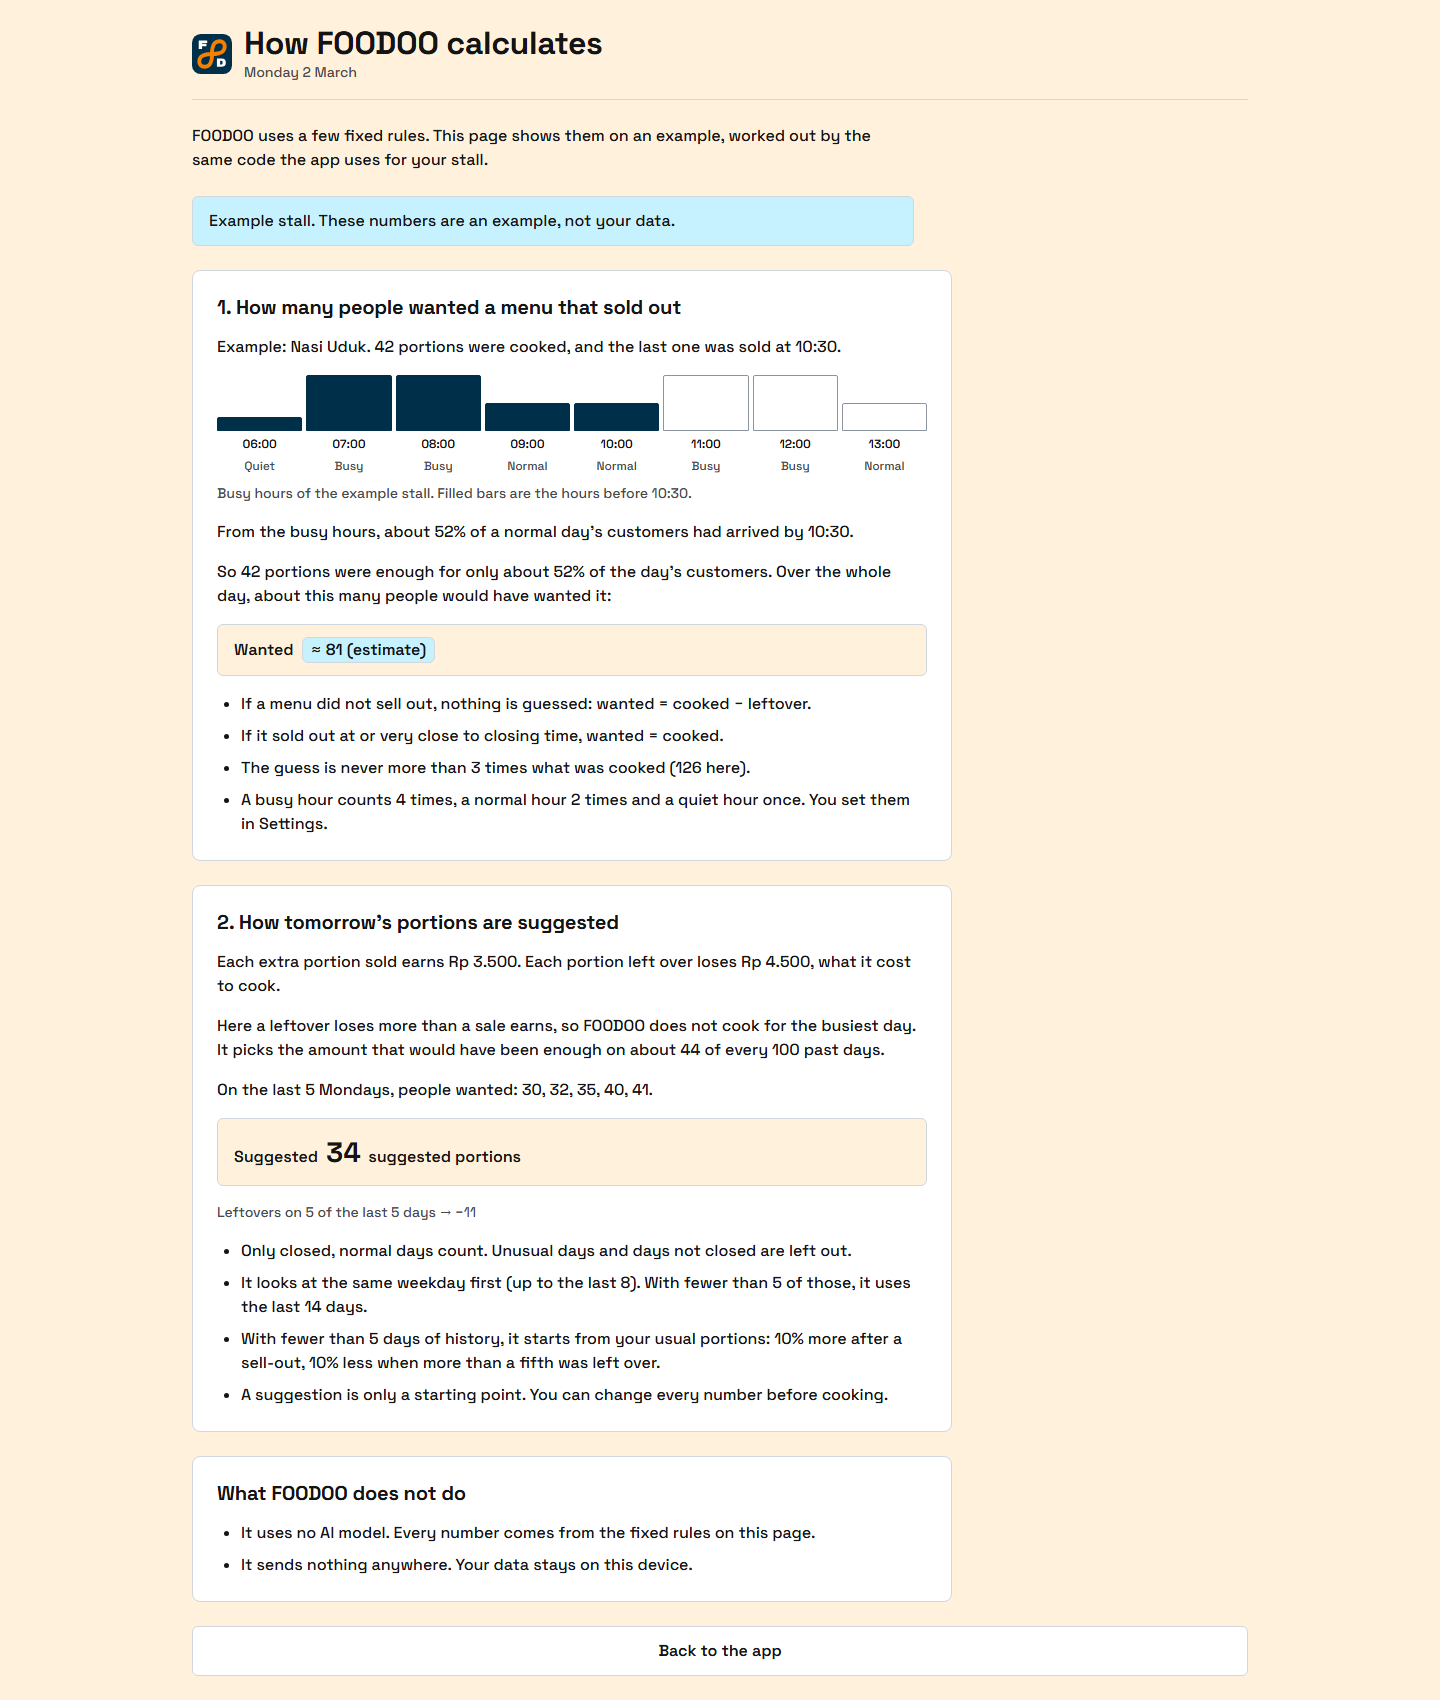 F
D
How FOODOO calculates
Monday 2 March
FOODOO uses a few fixed rules. This page shows them on an example, worked out by the
same code the app uses for your stall.
Example stall. These numbers are an example, not your data.
1. How many people wanted a menu that sold out
Example: Nasi Uduk. 42 portions were cooked, and the last one was sold at 10:30.
06:00 07:00 08:00 09:00 10:00 11:00 12:00 13:00
Quiet Busy Busy Normal Normal Busy Busy Normal
Busy hours of the example stall. Filled bars are the hours before 10:30.
From the busy hours, about 52% of a normal day’s customers had arrived by 10:30.
So 42 portions were enough for only about 52% of the day’s customers. Over the whole
day, about this many people would have wanted it:
Wanted ≈ 81 (estimate)
• If a menu did not sell out, nothing is guessed: wanted = cooked − leftover.
• If it sold out at or very close to closing time, wanted = cooked.
• The guess is never more than 3 times what was cooked (126 here).
• A busy hour counts 4 times, a normal hour 2 times and a quiet hour once. You set them
in Settings.
2. How tomorrow’s portions are suggested
Each extra portion sold earns Rp 3.500. Each portion left over loses Rp 4.500, what it cost
to cook.
Here a leftover loses more than a sale earns, so FOODOO does not cook for the busiest day.
It picks the amount that would have been enough on about 44 of every 100 past days.
On the last 5 Mondays, people wanted: 30, 32, 35, 40, 41.
Suggested 34 suggested portions
Leftovers on 5 of the last 5 days → −11
• Only closed, normal days count. Unusual days and days not closed are left out.
• It looks at the same weekday first (up to the last 8). With fewer than 5 of those, it uses
the last 14 days.
• With fewer than 5 days of history, it starts from your usual portions: 10% more after a
sell-out, 10% less when more than a fifth was left over.
• A suggestion is only a starting point. You can change every number before cooking.
What FOODOO does not do
• It uses no AI model. Every number comes from the fixed rules on this page.
• It sends nothing anywhere. Your data stays on this device.
Back to the app